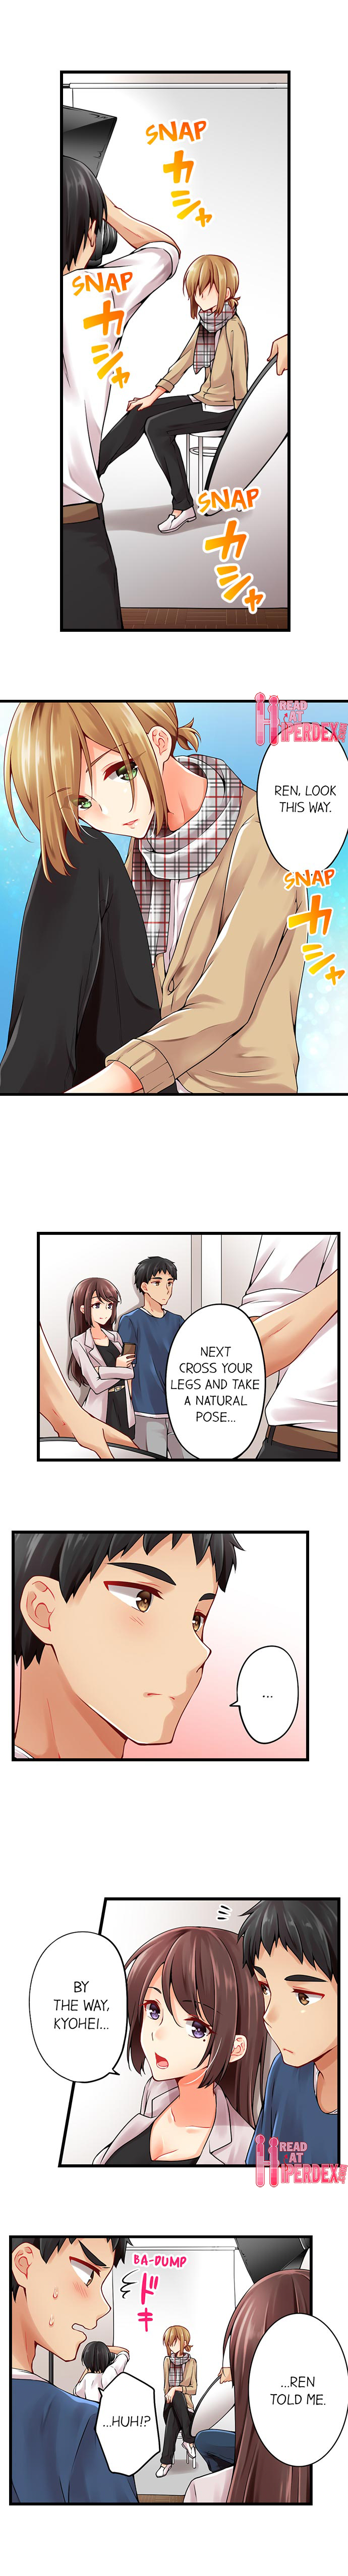 SNAP
カシャ
SNAP
カシャ
SNAP
カシャ
READ
AT
HIPERDEX!!
REN, LOOK
THIS WAY.
SNAP
カシャ
NEXT
CROSS YOUR
LEGS AND TAKE
A NATURAL
POSE...
...
BY
THE WAY,
KYOHEI...
READ
AT
HIPERDEX!!
BA-DUMP
ドキ
...REN
TOLD ME.
...HUH!?